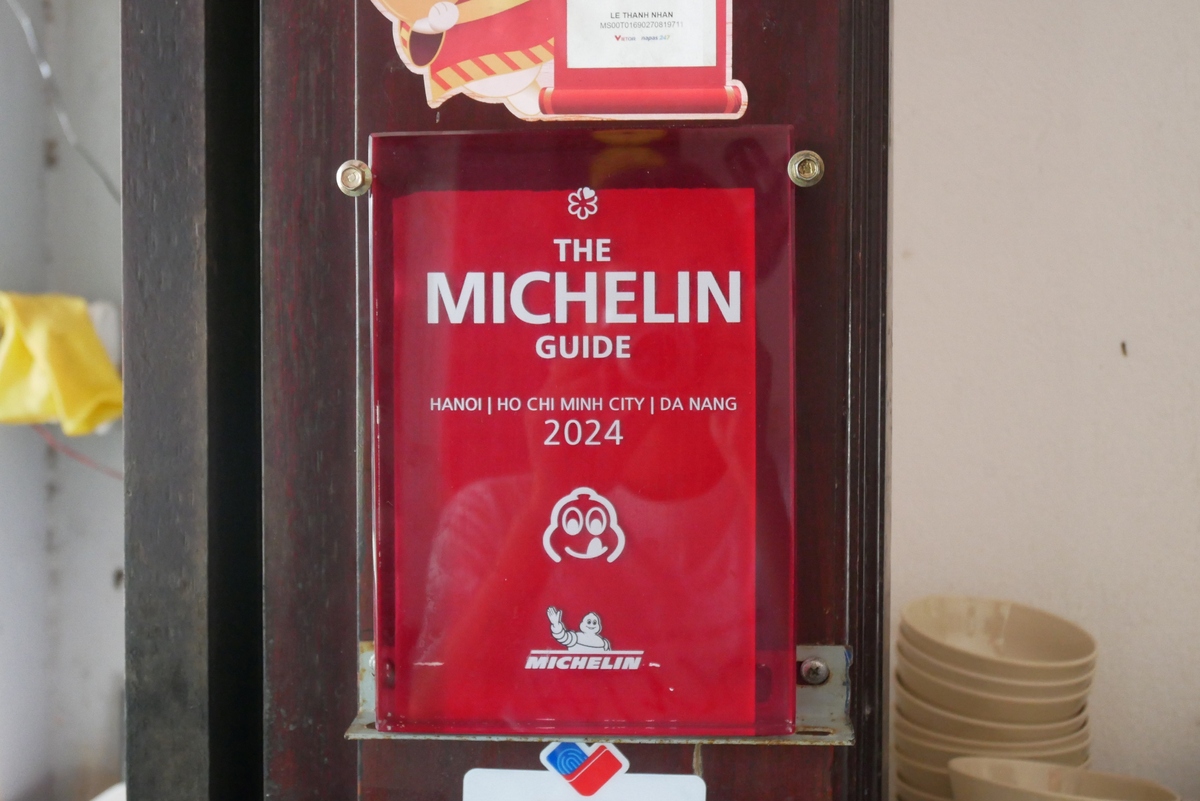 LE THANH NHAN
THE
MICHELIN
GUIDE
HANOI | HO CHI MINH CITY | DA NANG
2024
MICHELIN